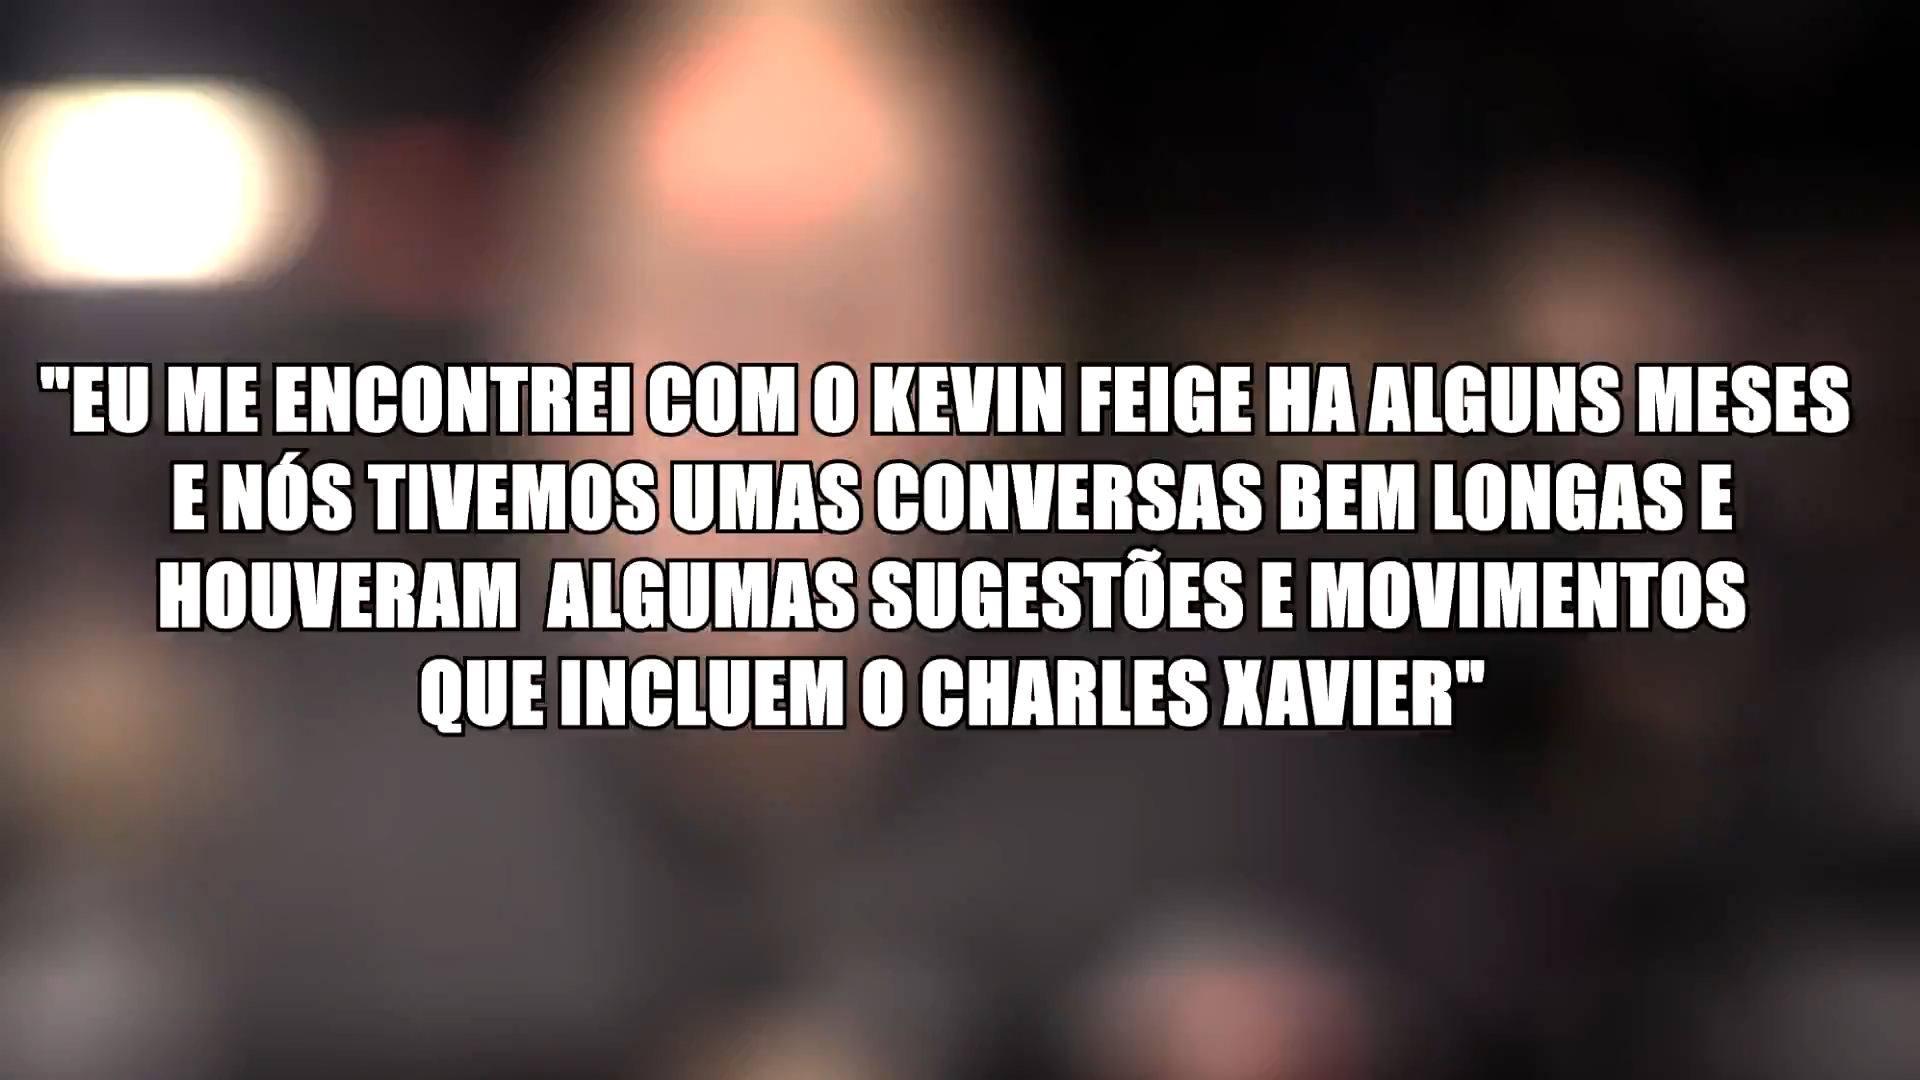 "EU ME ENCONTREI COM O KEVIN FEIGE HA ALGUNS MESES
E NÓS TIVEMOS UMAS CONVERSAS BEM LONGAS E
HOUVERAM ALGUMAS SUGESTÕES E MOVIMENTOS
QUE INCLUEM O CHARLES XAVIER"